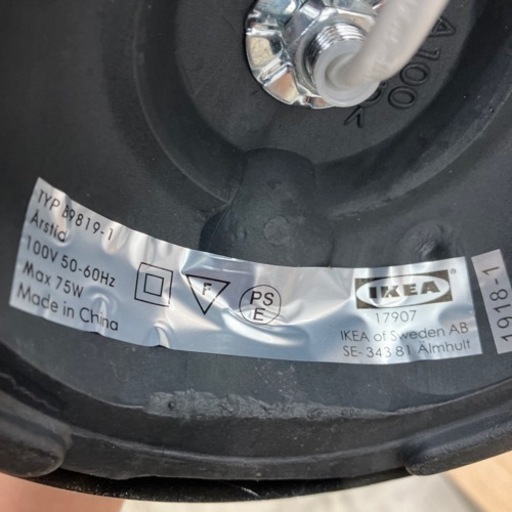 TYP B9819-1
Årstid
100V 50-60Hz
Max 75W
Made in China
F
PS
E
IKEA
17907
IKEA of Sweden AB
SE- 343 81 Älmhult
1918-1
A100